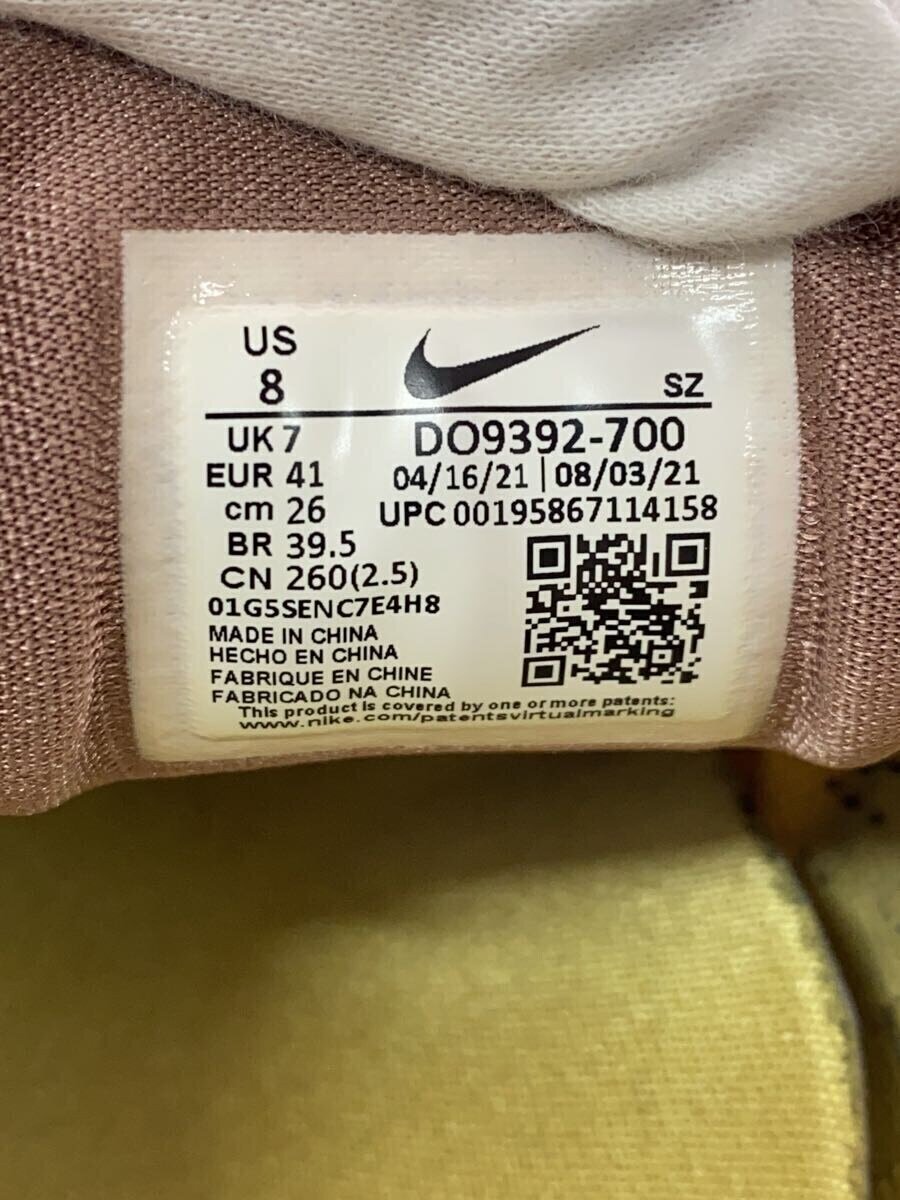 US
8
SZ
UK 7
DO9392-700
EUR 41
04/16/21 | 08/03/21
cm 26
UPC 00195867114158
BR 39.5
CN 260(2.5)
01G5SENC7E4H8
MADE IN CHINA
HECHO EN CHINA
FABRIQUE EN CHINE
FABRICADO NA CHINA
This product is covered by one or more patents:
www.nike.com/patentsvirtualmarking